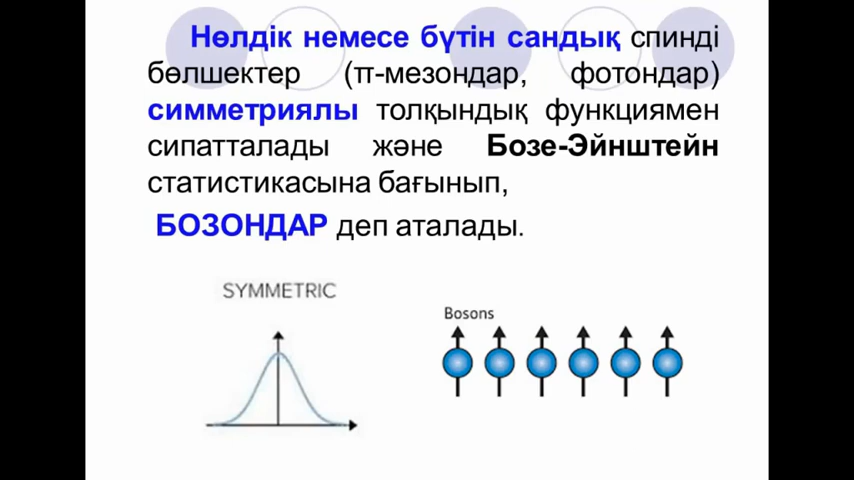 Нөлдік немесе бүтін сандық спинді
бөлшектер (π-мезондар, фотондар)
симметриялы толқындық функциямен
сипатталады және Бозе-Эйнштейн
статистикасына бағынып,
БОЗОНДАР деп аталады.
SYMMETRIC
Bosons